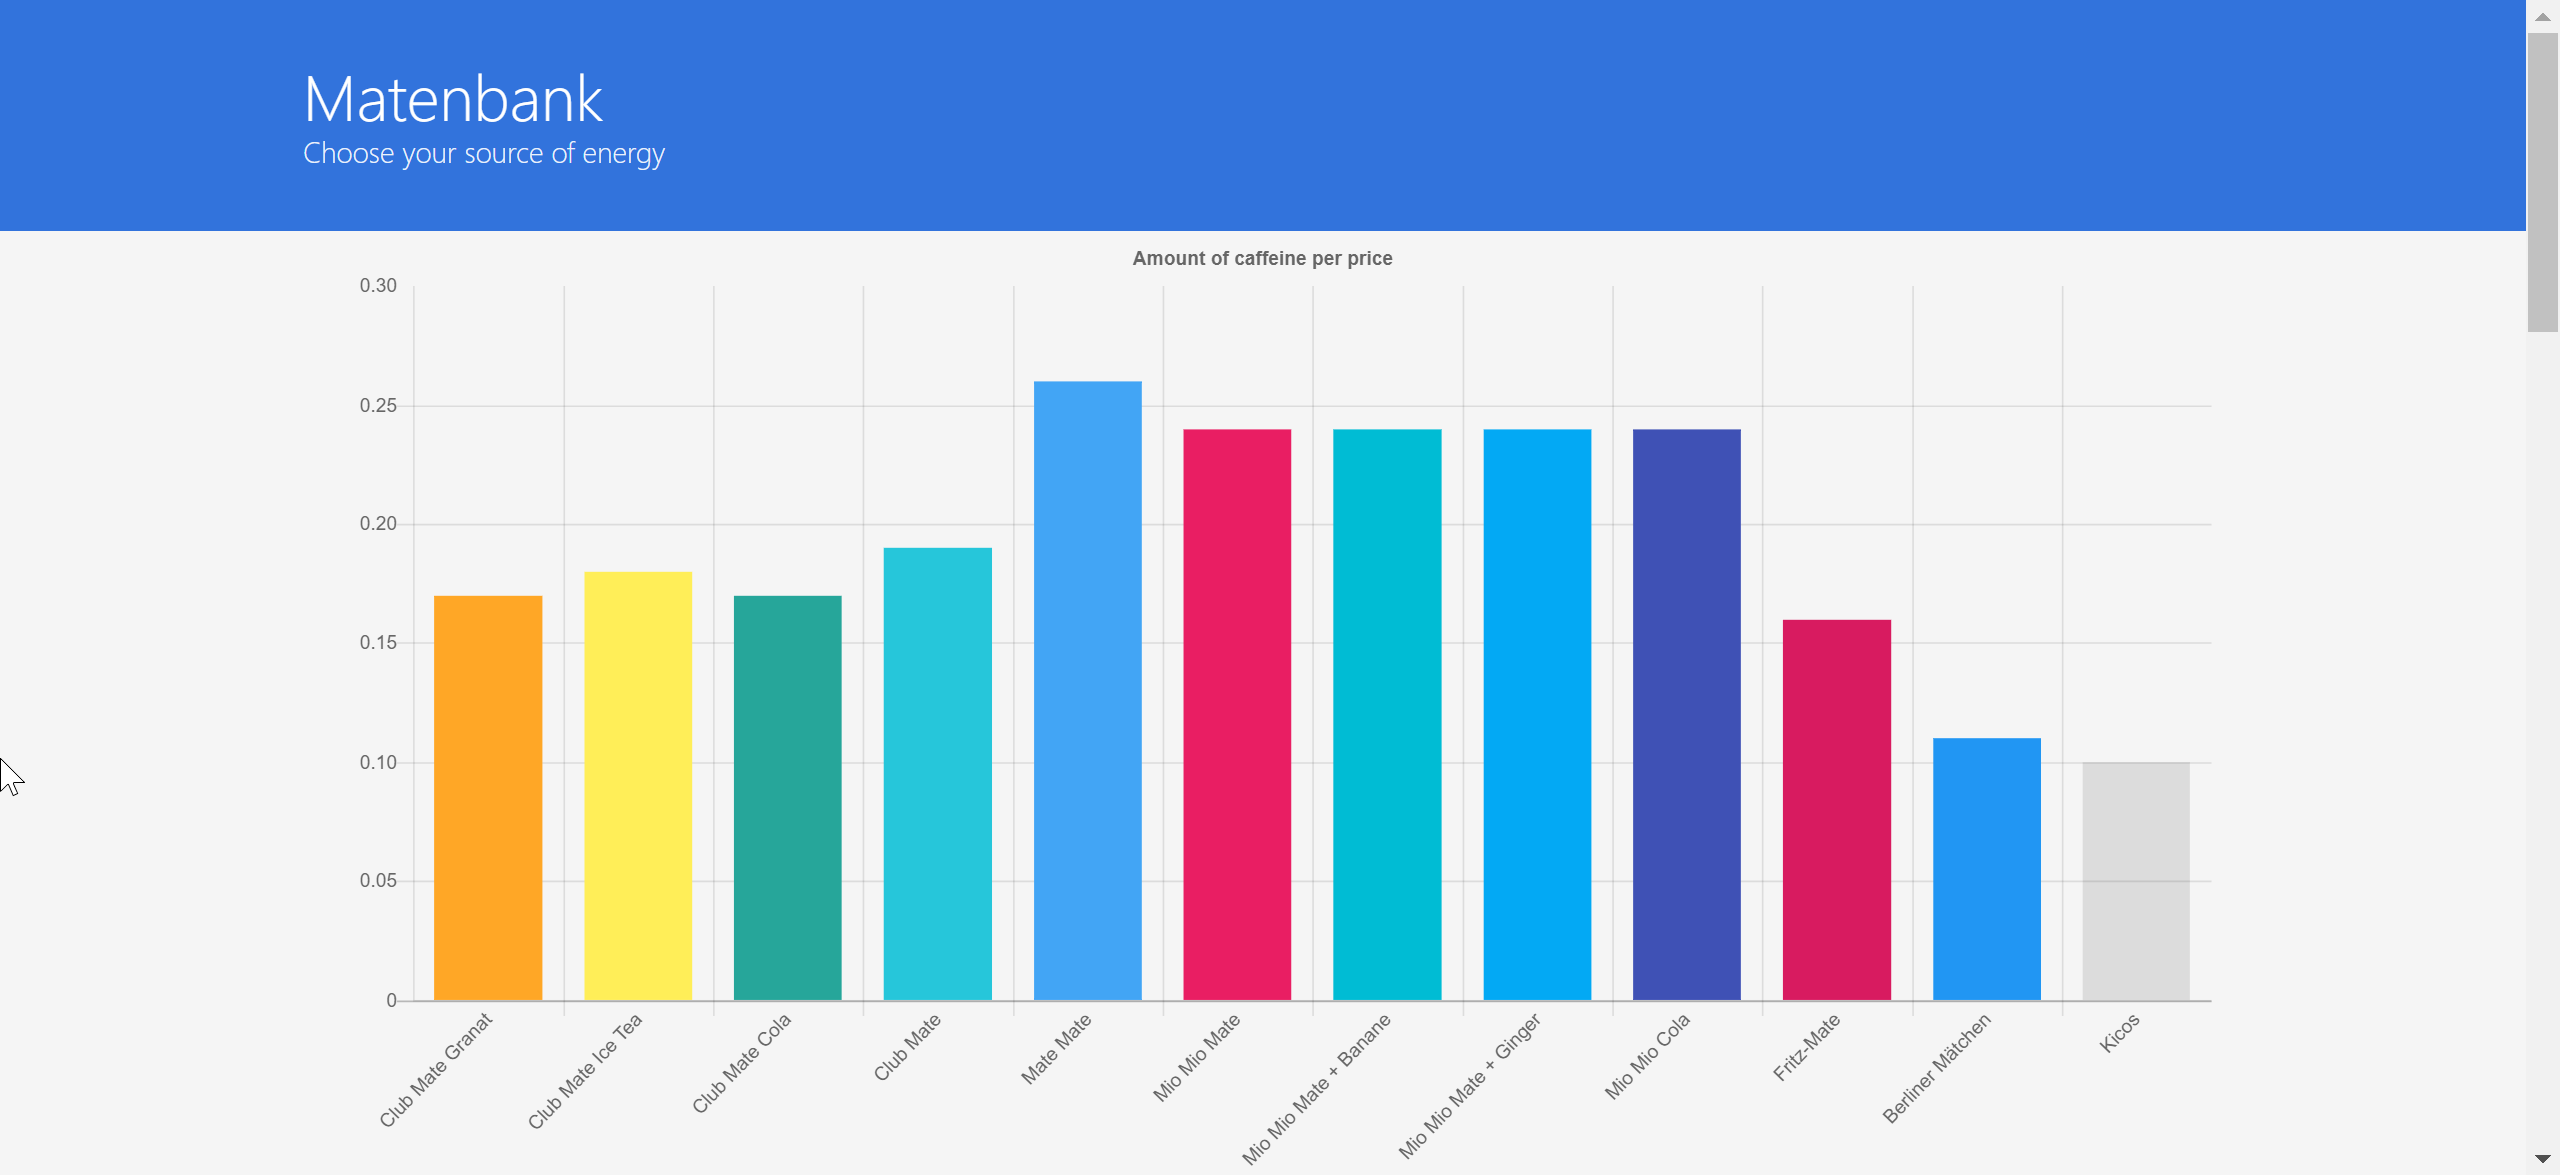 Matenbank
Choose your source of energy
Amount of caffeine per price
0.30
0.25
0.20
0.15
0.10
0.05
0
Club Mate Granat
Club Mate Ice Tea
Club Mate Cola
Club Mate
Mate Mate
Mio Mio Mate
Mio Mio Mate + Banane
Mio Mio Mate + Ginger
Mio Mio Cola
Fritz-Mate
Berliner Mätchen
Kicos